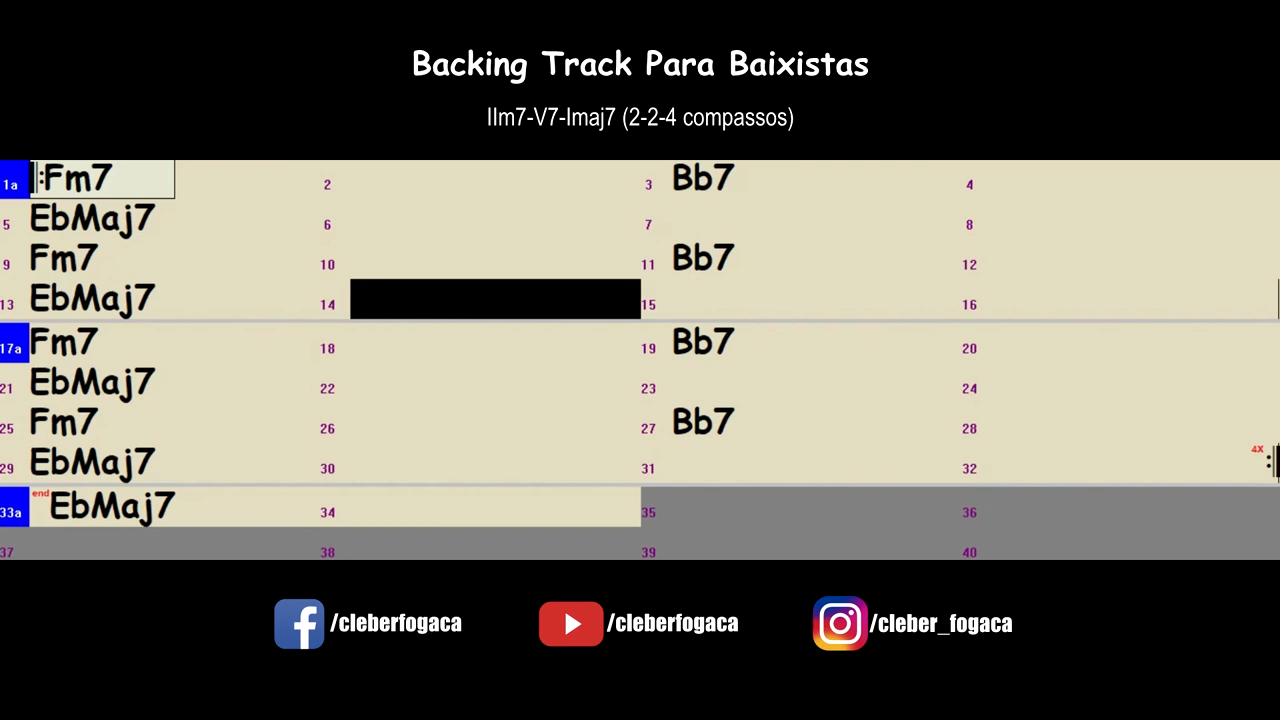 Backing Track Para Baixistas
IIm7-V7-Imaj7 (2-2-4 compassos)
1a Fm7 2 3 Bb7 4
5 EbMaj7 6 7 8
9 Fm7 10 11 Bb7 12
13 EbMaj7 14 15 16
17a Fm7 18 19 Bb7 20
21 EbMaj7 22 23 24
25 Fm7 26 27 Bb7 28
29 EbMaj7 30 31 32 4X
33a end EbMaj7 34 35 36
37 38 39 40
/cleberfogaca /cleberfogaca /cleber_fogaca